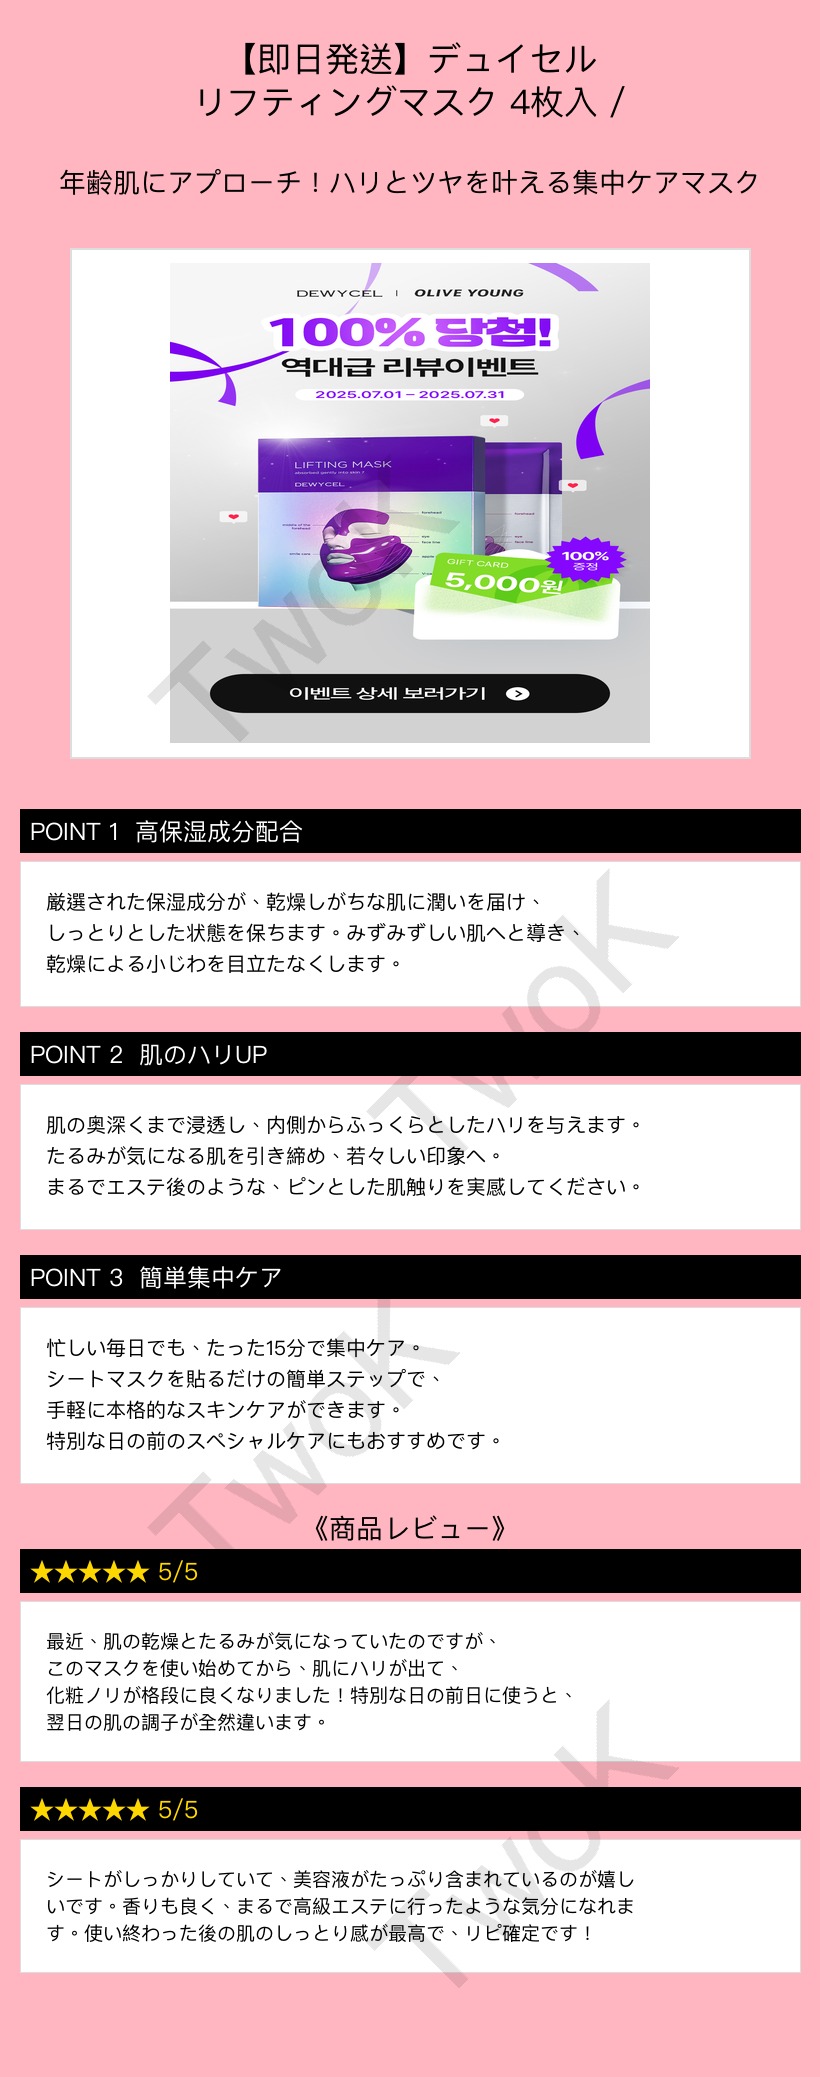 【即日発送】デュイセル
リフティングマスク 4枚入 /
年齢肌にアプローチ！ハリとツヤを叶える集中ケアマスク
DEWYCEL | OLIVE YOUNG
100% 당첨!
역대급 리뷰이벤트
2025.07.01 – 2025.07.31
LIFTING MASK
absorbed gently into skin
DEWYCEL
forehead
forehead
eye
face line
eye
face line
smile care
GIFT CARD
5,000원
100%
증정
이벤트 상세 보러가기
TwoK
POINT 1 高保湿成分配合
厳選された保湿成分が、乾燥しがちな肌に潤いを届け、
しっとりとした状態を保ちます。みずみずしい肌へと導き、
乾燥による小じわを目立たなくします。
TwoK
POINT 2 肌のハリUP
肌の奥深くまで浸透し、内側からふっくらとしたハリを与えます。
たるみが気になる肌を引き締め、若々しい印象へ。
まるでエステ後のような、ピンとした肌触りを実感してください。
POINT 3 簡単集中ケア
忙しい毎日でも、たった15分で集中ケア。
シートマスクを貼るだけの簡単ステップで、
手軽に本格的なスキンケアができます。
特別な日の前のスペシャルケアにもおすすめです。
TwoK
《商品レビュー》
★★★★★ 5/5
最近、肌の乾燥とたるみが気になっていたのですが、
このマスクを使い始めてから、肌にハリが出て、
化粧ノリが格段に良くなりました！特別な日の前日に使うと、
翌日の肌の調子が全然違います。
★★★★★ 5/5
シートがしっかりしていて、美容液がたっぷり含まれているのが嬉し
いです。香りも良く、まるで高級エステに行ったような気分になれま
す。使い終わった後の肌のしっとり感が最高で、リピ確定です！
TwoK